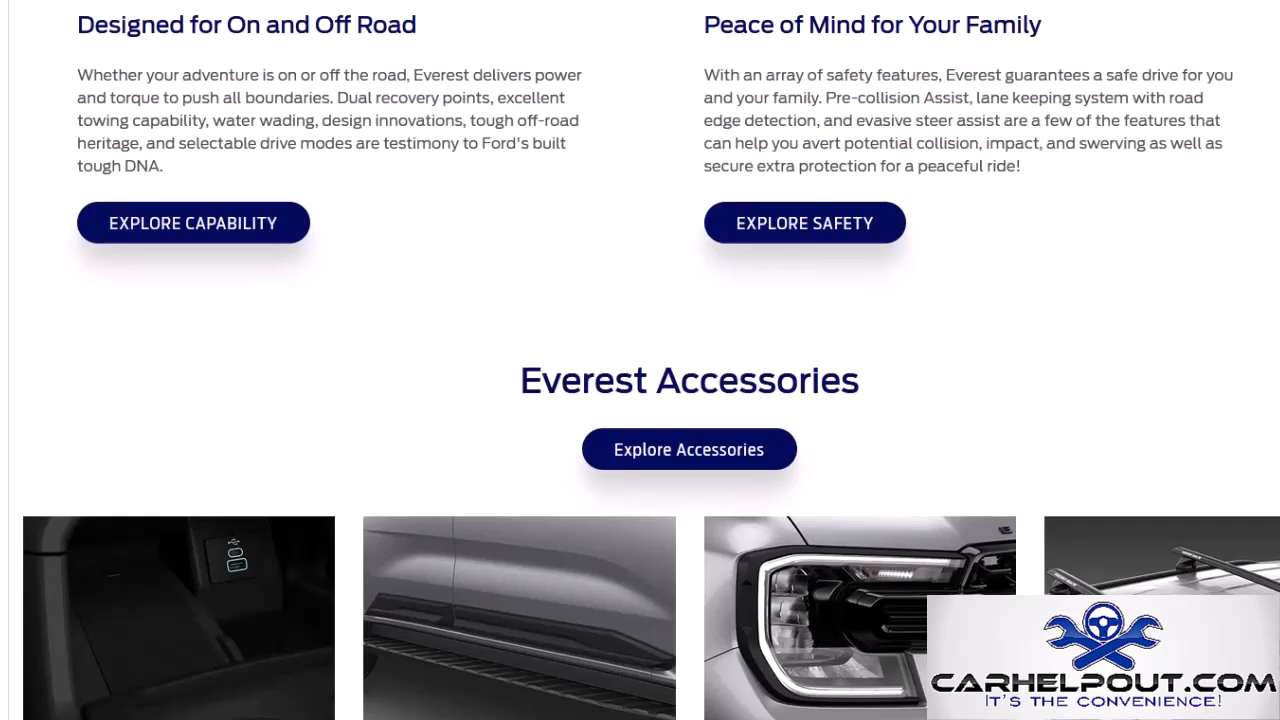 Designed for On and Off Road
Whether your adventure is on or off the road, Everest delivers power
and torque to push all boundaries. Dual recovery points, excellent
towing capability, water wading, design innovations, tough off-road
heritage, and selectable drive modes are testimony to Ford's built
tough DNA.
EXPLORE CAPABILITY
Peace of Mind for Your Family
With an array of safety features, Everest guarantees a safe drive for you
and your family. Pre-collision Assist, lane keeping system with road
edge detection, and evasive steer assist are a few of the features that
can help you avert potential collision, impact, and swerving as well as
secure extra protection for a peaceful ride!
EXPLORE SAFETY
Everest Accessories
Explore Accessories
CARHELPOUT.COM
IT'S THE CONVENIENCE!